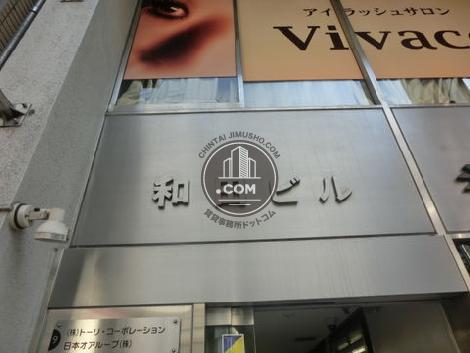 アイラッシュサロン
Vivace
CHINTAI JIMUSHO.COM
.COM
賃貸事務所ドットコム
和田ビル
(株)トーリ・コーポレーション
日本オアループ(株)